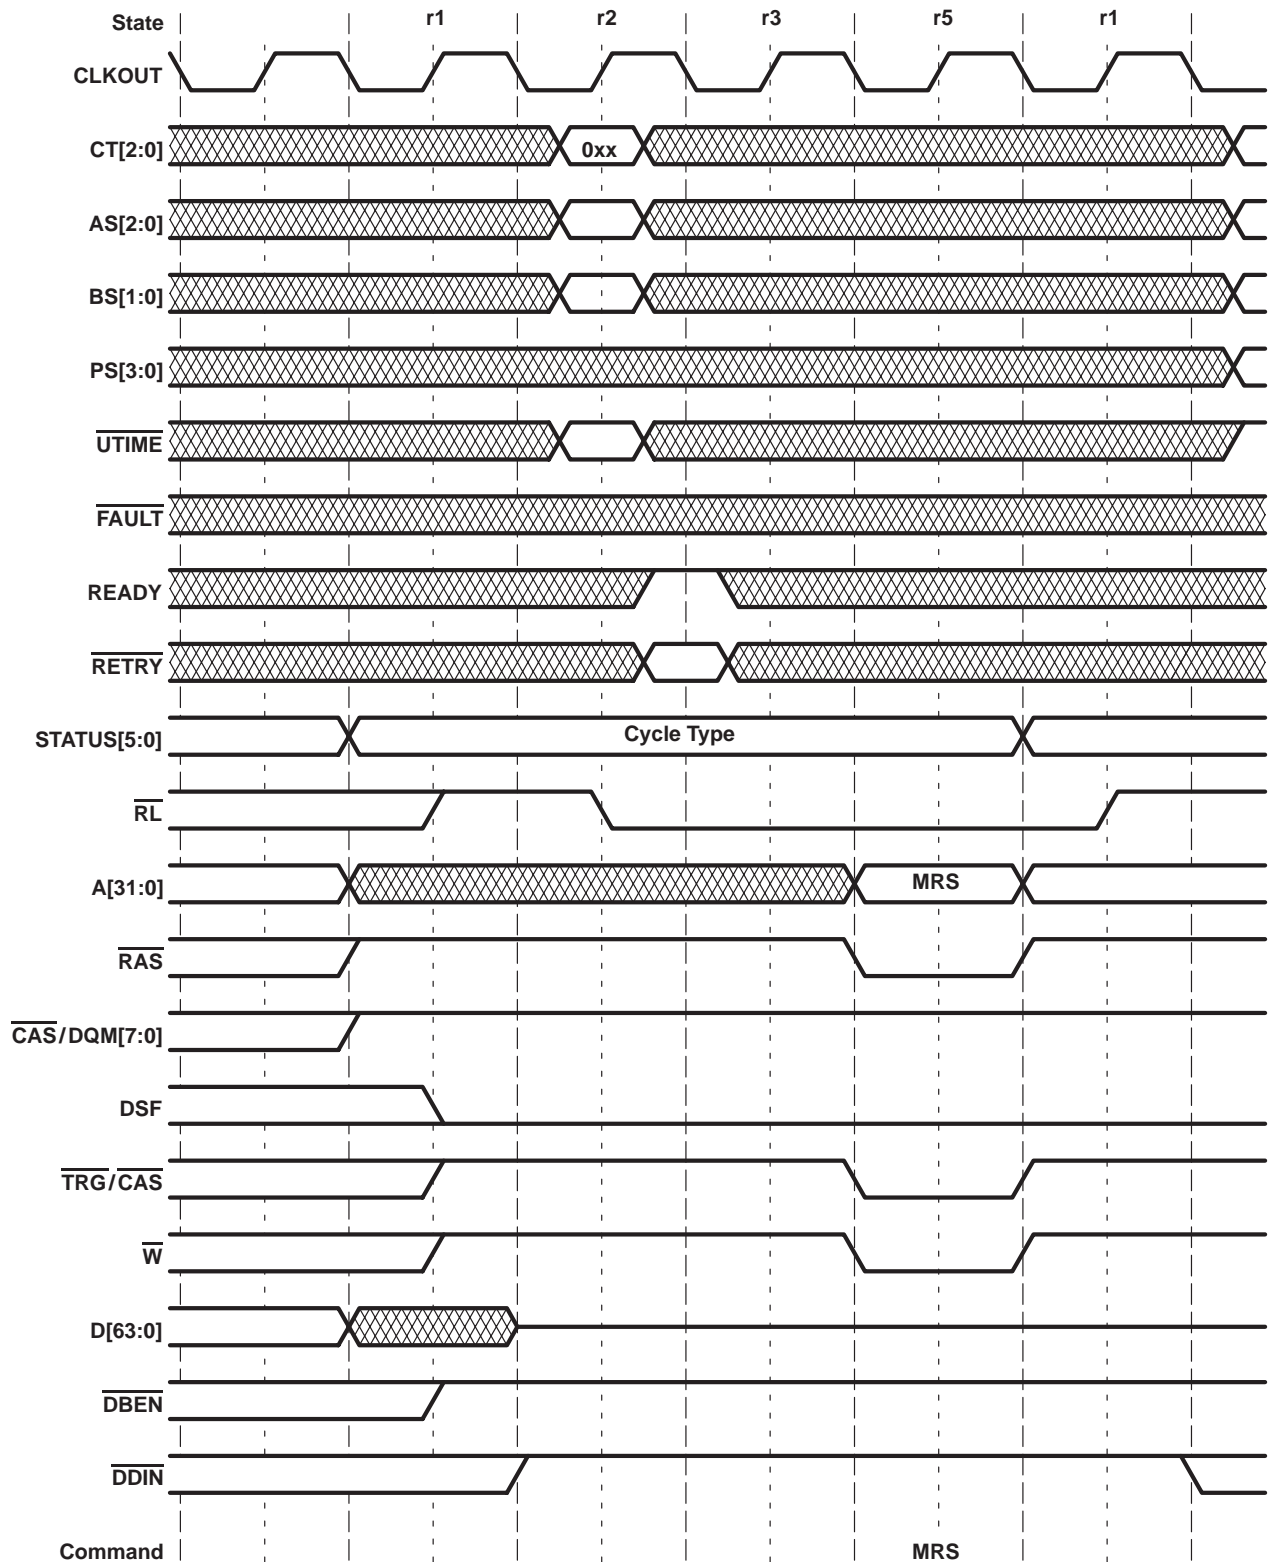 State r1 r2 r3 r5 r1
CLKOUT
CT[2:0] 0xx
AS[2:0]
BS[1:0]
PS[3:0]
UTIME
FAULT
READY
RETRY
STATUS[5:0] Cycle Type
RL
A[31:0] MRS
RAS
CAS/DQM[7:0]
DSF
TRG/CAS
W
D[63:0]
DBEN
DDIN
Command MRS